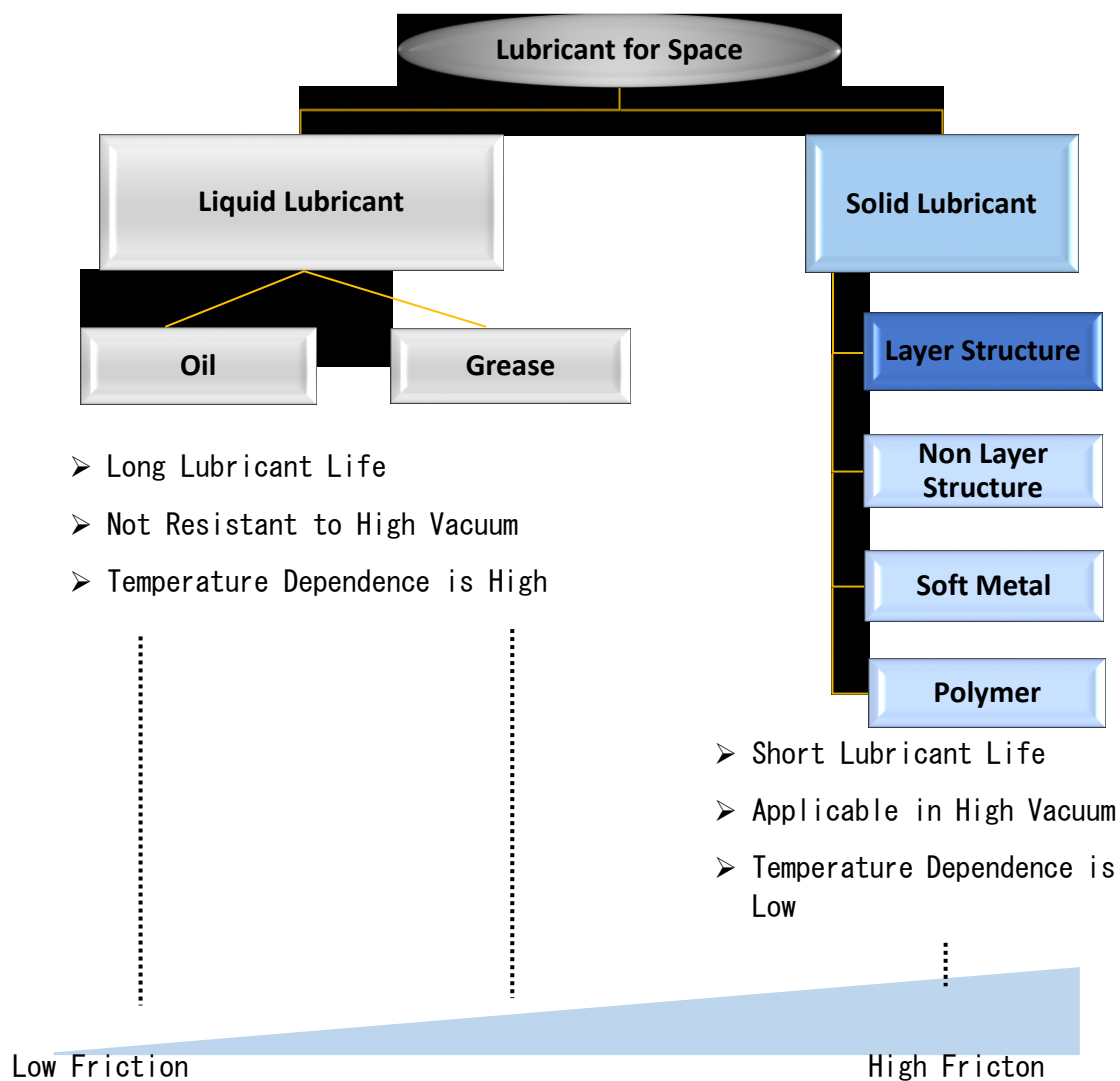 Lubricant for Space
Liquid Lubricant
Solid Lubricant
Oil
Grease
Layer Structure
Non Layer
Structure
Soft Metal
Polymer
➢ Long Lubricant Life
➢ Not Resistant to High Vacuum
➢ Temperature Dependence is High
➢ Short Lubricant Life
➢ Applicable in High Vacuum
➢ Temperature Dependence is
Low
Low Friction
High Fricton